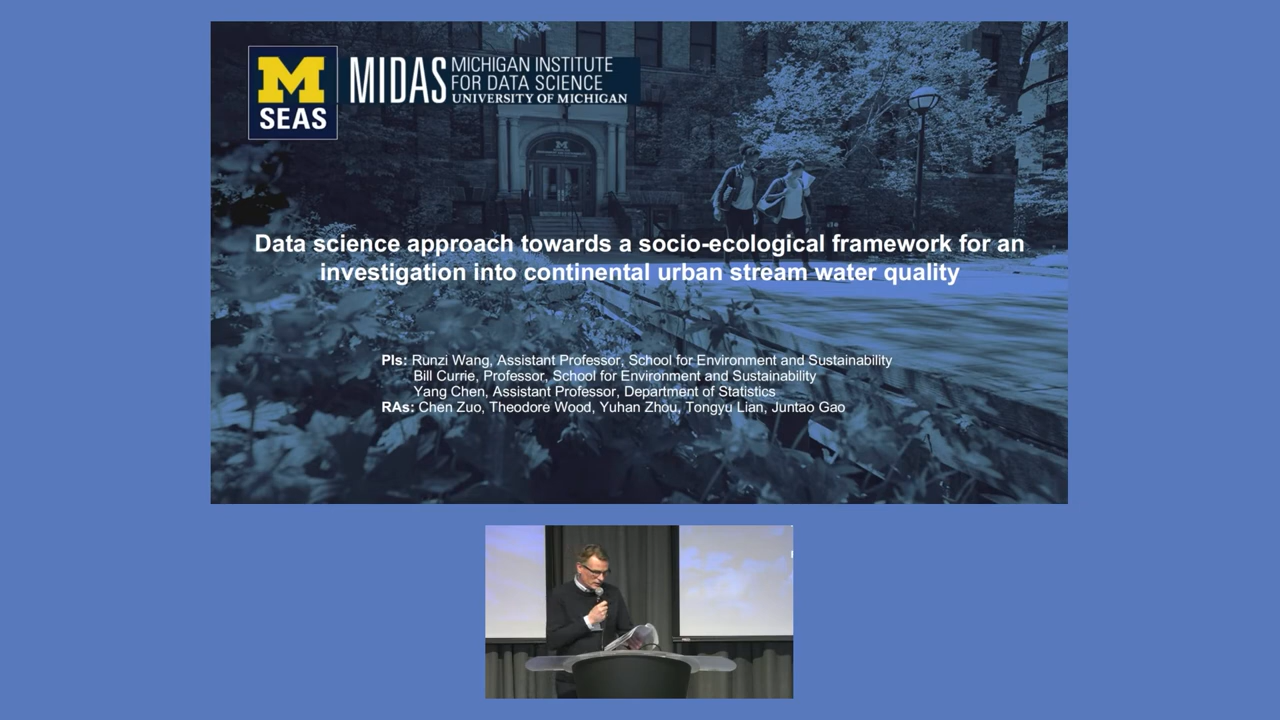 M
SEAS
MIDAS
MICHIGAN INSTITUTE
FOR DATA SCIENCE
UNIVERSITY OF MICHIGAN
M
Data science approach towards a socio-ecological framework for an
investigation into continental urban stream water quality
PIs: Runzi Wang, Assistant Professor, School for Environment and Sustainability
Bill Currie, Professor, School for Environment and Sustainability
Yang Chen, Assistant Professor, Department of Statistics
RAs: Chen Zuo, Theodore Wood, Yuhan Zhou, Tongyu Lian, Juntao Gao